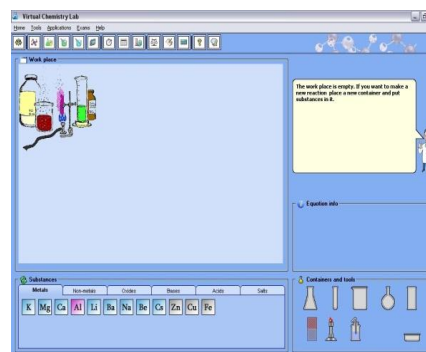 Virtual Chemistry Lab
Home Tools Applications Exams Help
Work place
The work place is empty. If you want to make a
new reaction place a new container and put
substances in it.
Equation info
Substances
Metals Non-metals Oxides Bases Acids Salts
K Mg Ca Al Li Ba Na Be Cs Zn Cu Fe
Containers and tools